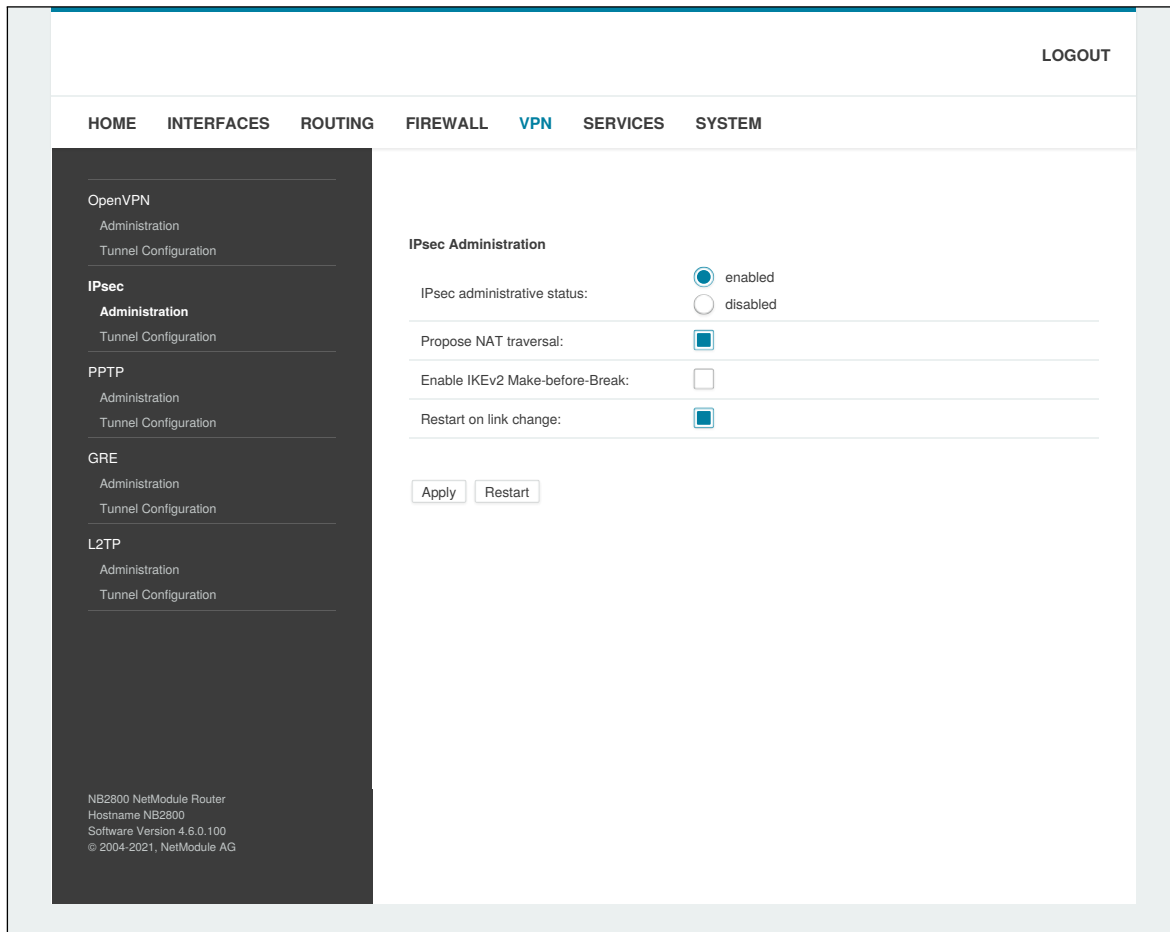 LOGOUT
HOME INTERFACES ROUTING FIREWALL VPN SERVICES SYSTEM
OpenVPN
Administration
Tunnel Configuration
IPsec
Administration
Tunnel Configuration
PPTP
Administration
Tunnel Configuration
GRE
Administration
Tunnel Configuration
L2TP
Administration
Tunnel Configuration
NB2800 NetModule Router
Hostname NB2800
Software Version 4.6.0.100
© 2004-2021, NetModule AG
IPsec Administration
IPsec administrative status:
enabled
disabled
Propose NAT traversal:
Enable IKEv2 Make-before-Break:
Restart on link change:
Apply Restart